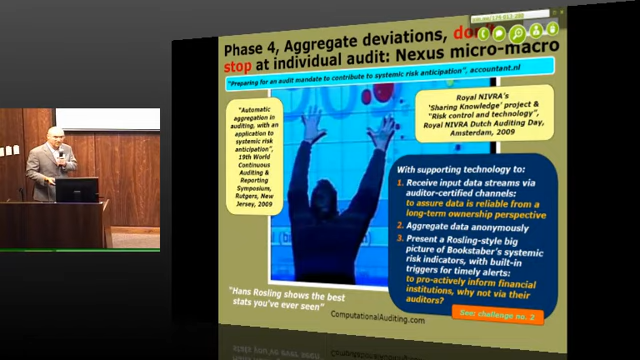 Phase 4, Aggregate deviations, don't
stop at individual audit: Nexus micro-macro
"Preparing for an audit mandate to contribute to systemic risk anticipation", accountant.nl
"Automatic
aggregation in
auditing, with an
application to
systemic risk
anticipation",
19th World
Continuous
Auditing &
Reporting
Symposium,
Rutgers, New
Jersey, 2009
Royal NIVRA's
'Sharing Knowledge' project &
"Risk control and technology",
Royal NIVRA Dutch Auditing Day,
Amsterdam, 2009
With supporting technology to:
1. Receive input data streams via
auditor-certified channels:
to assure data is reliable from a
long-term ownership perspective
2. Aggregate data anonymously
3. Present a Rosling-style big
picture of Bookstaber's systemic
risk indicators, with built-in
triggers for timely alerts:
to pro-actively inform financial
institutions, why not via their
auditors?
See: challenge no. 2
"Hans Rosling shows the best
stats you've ever seen"
ComputationalAuditing.com